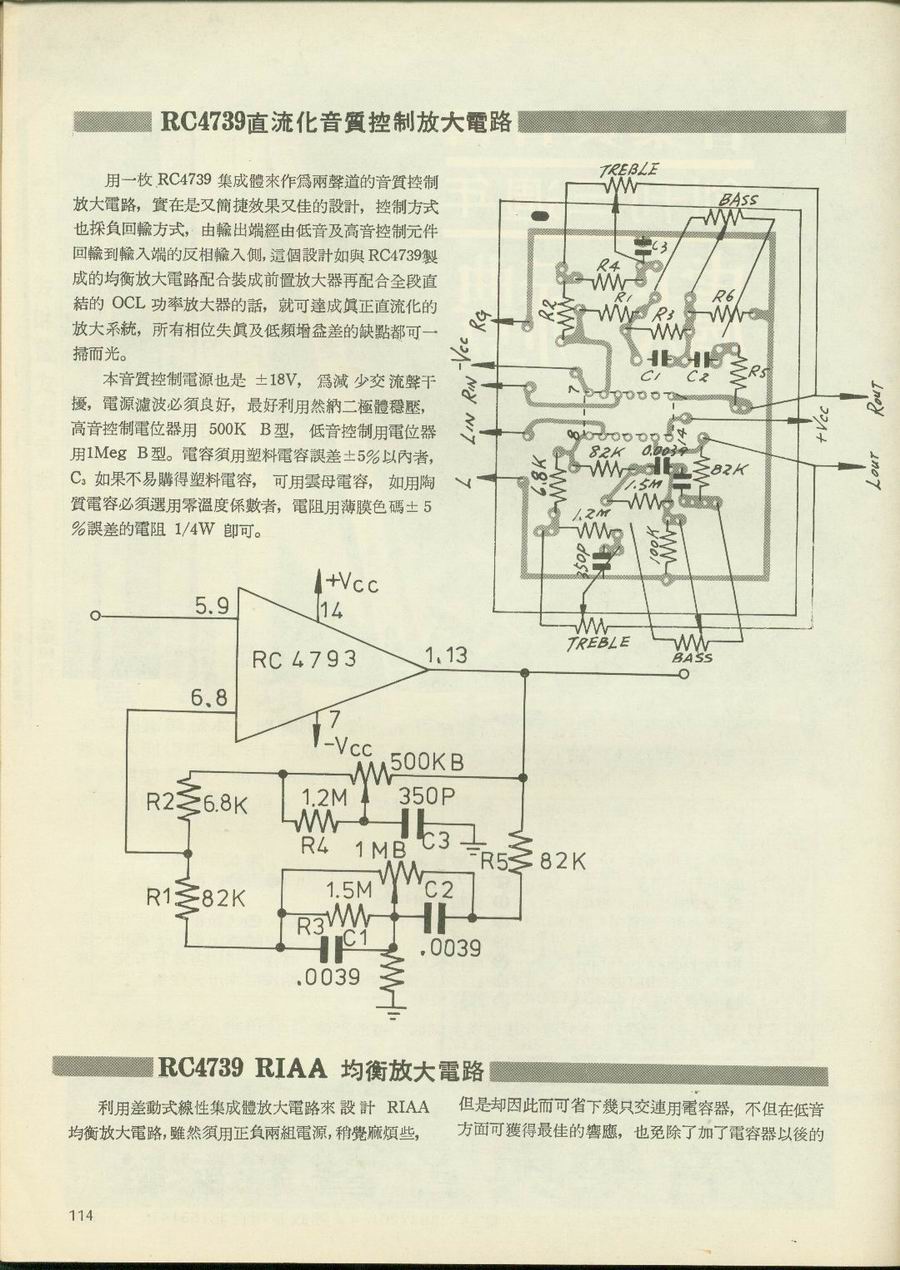 RC4739直流化音質控制放大電路
用一枚 RC4739 集成體來作爲兩聲道的音質控制
放大電路，實在是又簡捷效果又佳的設計，控制方式
也採負回輸方式，由輸出端經由低音及高音控制元件
回輸到輸入端的反相輸入側，這個設計如與 RC4739製
成的均衡放大電路配合裝成前置放大器再配合全段直
結的 OCL 功率放大器的話，就可達成眞正直流化的
放大系統，所有相位失眞及低頻增益差的缺點都可一
掃而光。
本音質控制電源也是 ±18V， 爲減 少交 流聲干
擾，電源濾波必須良好，最好利用然納二極體穩壓，
高音控制電位器用 500K B型， 低音控制用電位器
用1Meg B型。電容須用塑料電容誤差±5%以內者，
C₃ 如果不易購得塑料電容， 可用雲母電容， 如用陶
質電容必須選用零溫度係數者，電阻用薄膜色碼± 5
%誤差的電阻 1/4W 卽可。
TREBLE
BASS
C3
R4
R2
R1
R3
R6
C1
C2
R5
RG
-Vcc
RIN
LIN
L
7
8
14
ROUT
+Vcc
LOUT
82K
0.0039
6.8K
1.5M
82K
1.2M
350P
100K
TREBLE
BASS
+Vcc
5.9
14
RC 4793
1.13
6.8
7
-Vcc
500KB
R2
6.8K
1.2M
350P
R4
C3
1MB
R5
82K
R1
82K
1.5M
C2
R3
C1
.0039
.0039
RC4739 RIAA 均衡放大電路
利用差動式線性集成體放大電路來 設 計 RIAA
均衡放大電路，雖然須用正負兩組電源，稍覺麻煩些，
但是却因此而可省下幾只交連用電容器，不但在低音
方面可獲得最佳的響應，也免除了加了電容器以後的
114